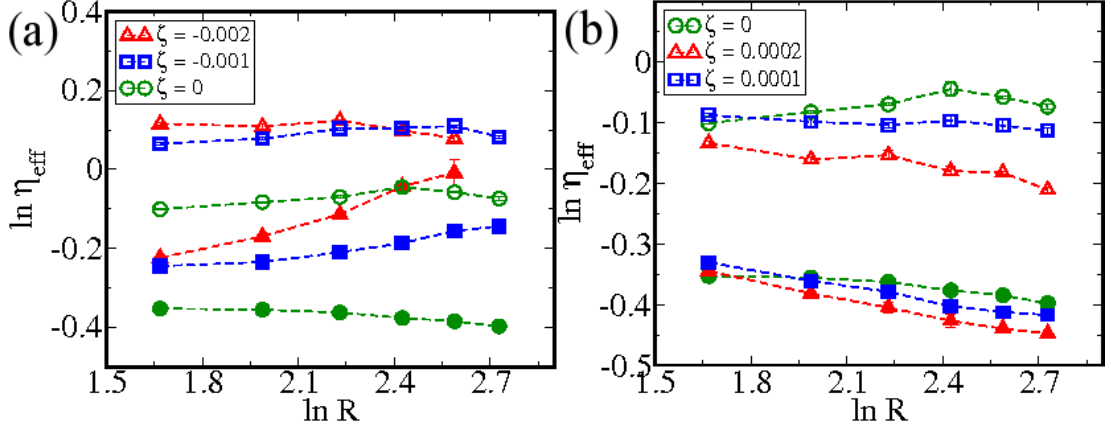 (a)
0.4
0.2
0
-0.2
-0.4
ln η_eff
ζ = -0.002
ζ = -0.001
ζ = 0
1.5 1.8 2.1 2.4 2.7
ln R
(b)
0
-0.1
-0.2
-0.3
-0.4
-0.5
ln η_eff
ζ = 0
ζ = 0.0002
ζ = 0.0001
1.5 1.8 2.1 2.4 2.7
ln R